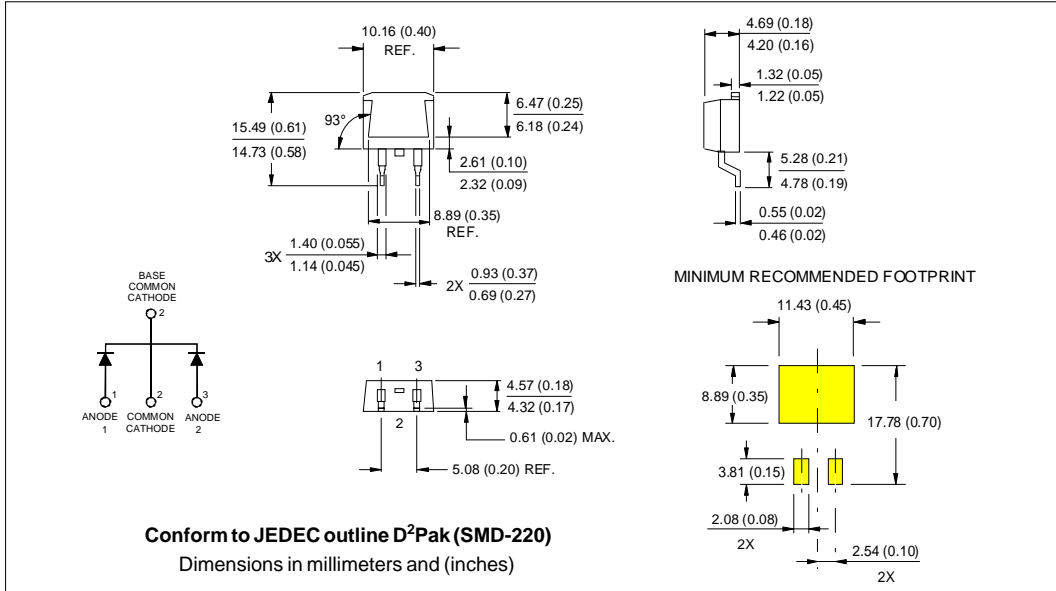 10.16 (0.40)
REF.
15.49 (0.61)
14.73 (0.58)
93°
6.47 (0.25)
6.18 (0.24)
2.61 (0.10)
2.32 (0.09)
8.89 (0.35)
REF.
3X
1.40 (0.055)
1.14 (0.045)
2X
0.93 (0.37)
0.69 (0.27)
4.69 (0.18)
4.20 (0.16)
1.32 (0.05)
1.22 (0.05)
5.28 (0.21)
4.78 (0.19)
0.55 (0.02)
0.46 (0.02)
BASE
COMMON
CATHODE
2
1
2
3
ANODE
1
COMMON
CATHODE
ANODE
2
1
3
2
4.57 (0.18)
4.32 (0.17)
0.61 (0.02) MAX.
5.08 (0.20) REF.
MINIMUM RECOMMENDED FOOTPRINT
11.43 (0.45)
8.89 (0.35)
17.78 (0.70)
3.81 (0.15)
2.08 (0.08)
2X
2.54 (0.10)
2X
Conform to JEDEC outline D²Pak (SMD-220)
Dimensions in millimeters and (inches)